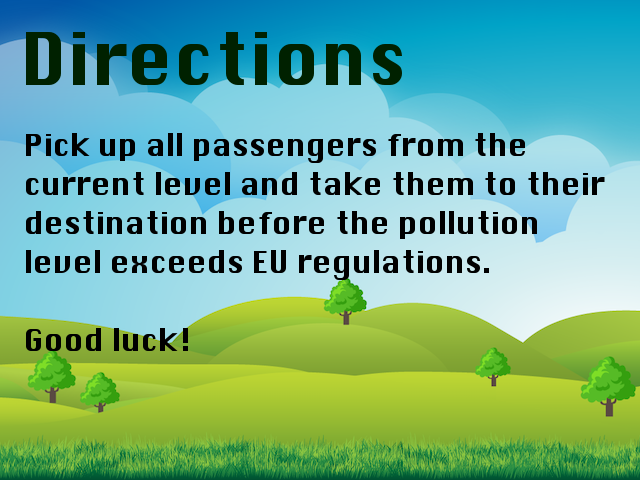 Directions
Pick up all passengers from the
current level and take them to their
destination before the pollution
level exceeds EU regulations.
Good luck!